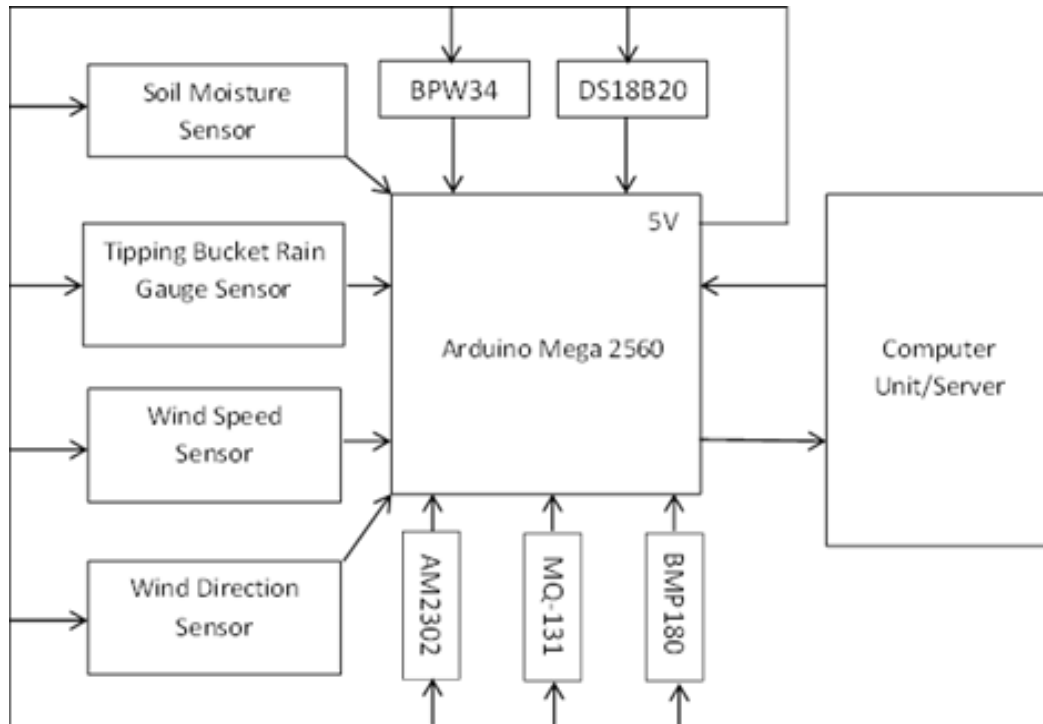 BPW34
DS18B20
Soil Moisture
Sensor
5V
Tipping Bucket Rain
Gauge Sensor
Arduino Mega 2560
Computer
Unit/Server
Wind Speed
Sensor
Wind Direction
Sensor
AM2302
MQ-131
BMP180